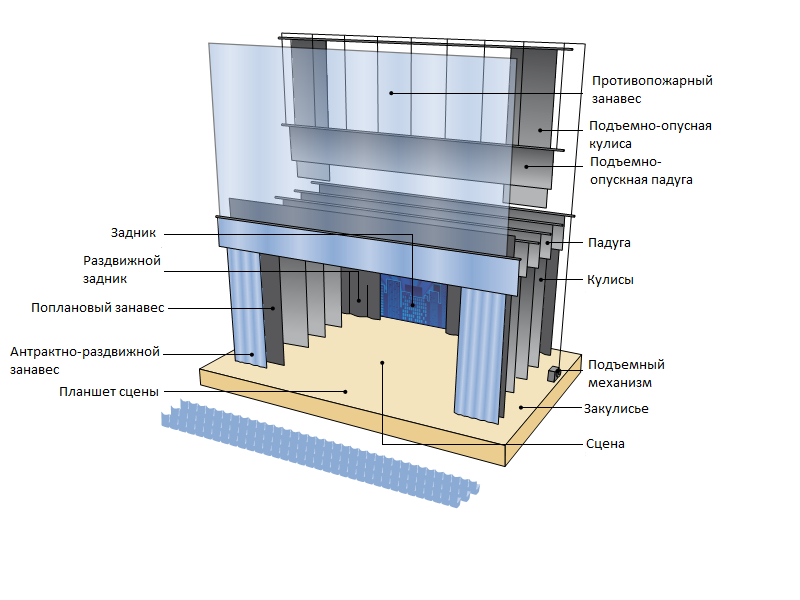 Противопожарный
занавес
Подъемно-опусная
кулиса
Подъемно-
опускная падуга
Задник
Падуга
Раздвижной
задник
Кулисы
Поплановый занавес
Антрактно-раздвижной
занавес
Подъемный
механизм
Планшет сцены
Закулисье
Сцена